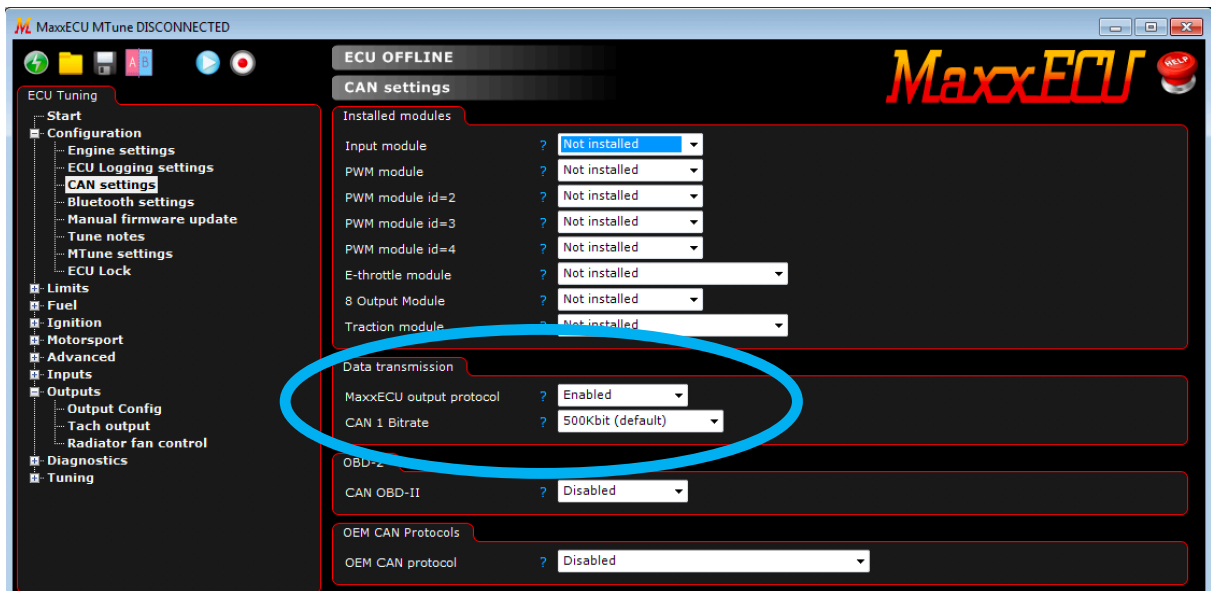 MaxxECU MTune DISCONNECTED
A B
ECU OFFLINE
MaxxECU
HELP
CAN settings
ECU Tuning
Start
Configuration
Engine settings
ECU Logging settings
CAN settings
Bluetooth settings
Manual firmware update
Tune notes
MTune settings
ECU Lock
Limits
Fuel
Ignition
Motorsport
Advanced
Inputs
Outputs
Output Config
Tach output
Radiator fan control
Diagnostics
Tuning
Installed modules
Input module ? Not installed
PWM module ? Not installed
PWM module id=2 ? Not installed
PWM module id=3 ? Not installed
PWM module id=4 ? Not installed
E-throttle module ? Not installed
8 Output Module ? Not installed
Traction module ? Not installed
Data transmission
MaxxECU output protocol ? Enabled
CAN 1 Bitrate ? 500Kbit (default)
OBD-2
CAN OBD-II ? Disabled
OEM CAN Protocols
OEM CAN protocol ? Disabled